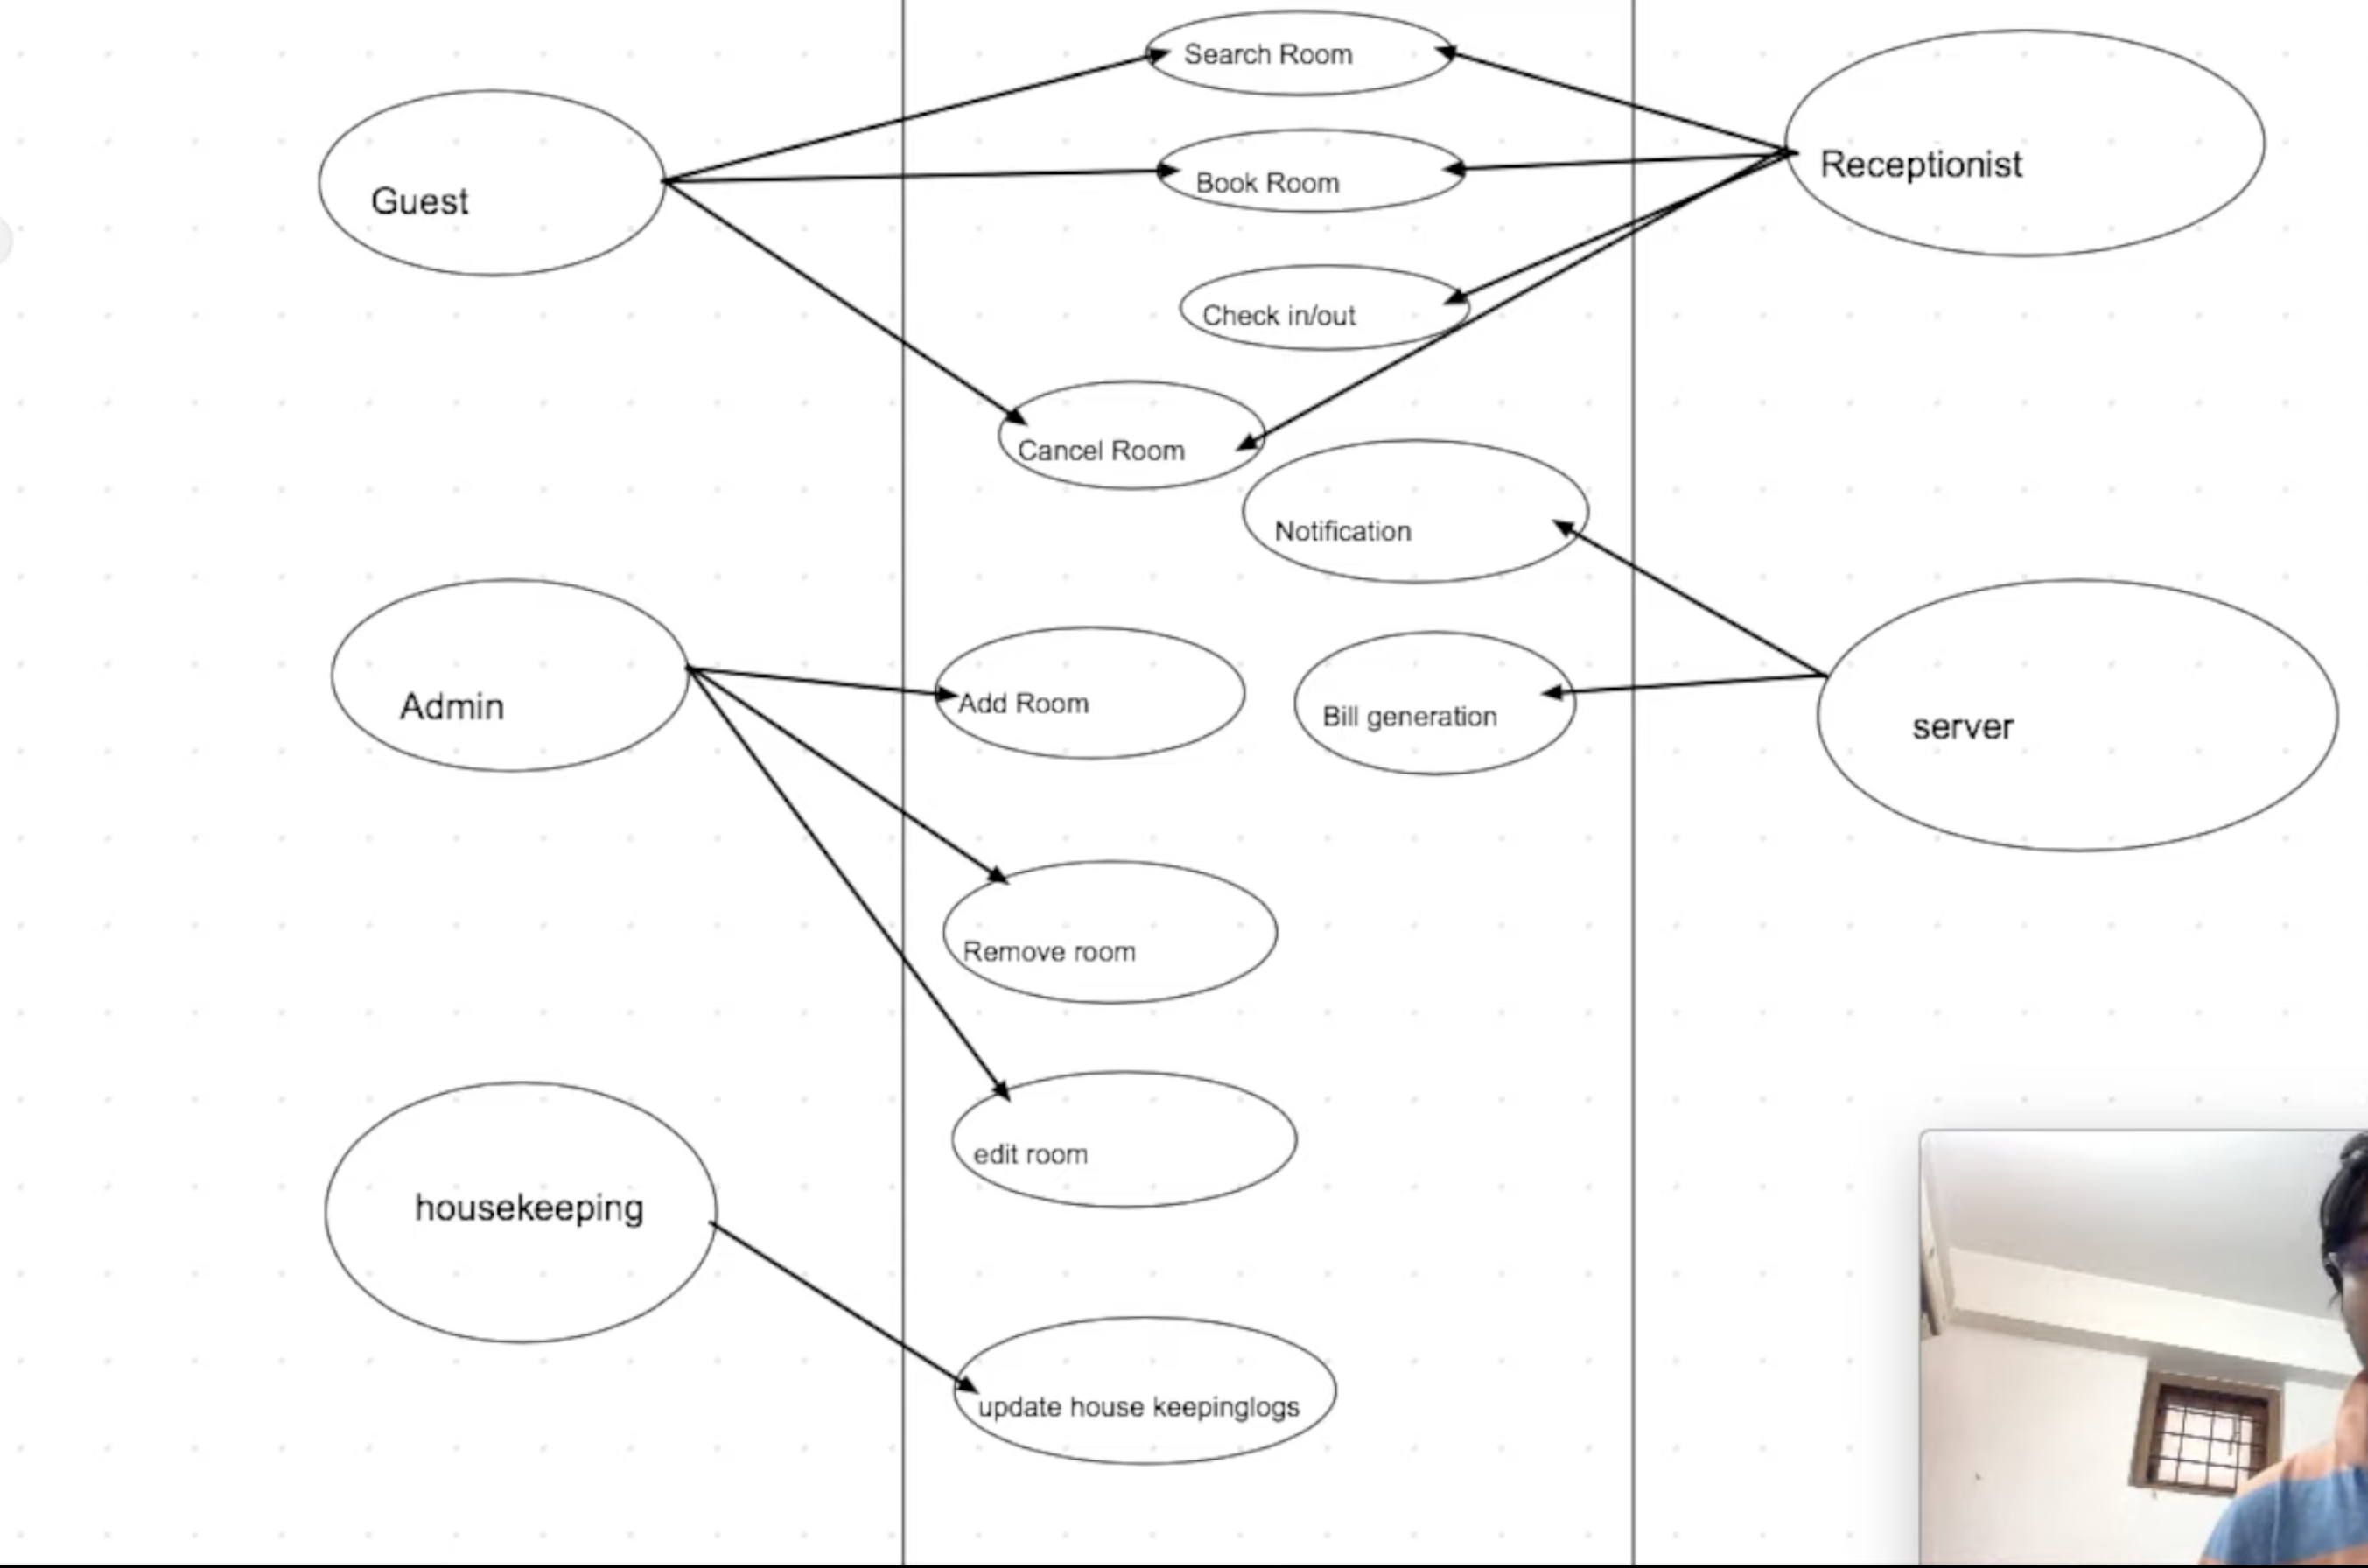 Search Room
Book Room
Guest
Receptionist
Check in/out
Cancel Room
Notification
Admin
Add Room
Bill generation
server
Remove room
edit room
housekeeping
update house keepinglogs